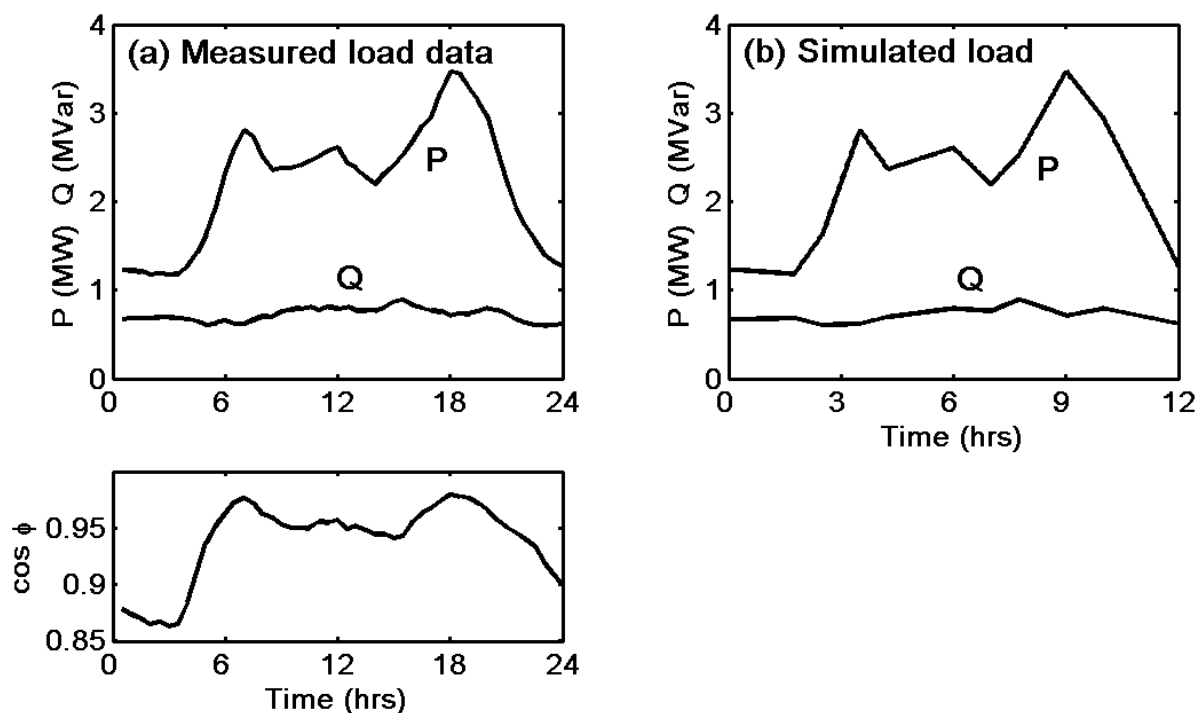 (a) Measured load data
P (MW) Q (MVar)
4
3
2
1
0
P
Q
0 6 12 18 24
(b) Simulated load
P (MW) Q (MVar)
4
3
2
1
0
P
Q
0 3 6 9 12
Time (hrs)
cos ϕ
0.95
0.9
0.85
0 6 12 18 24
Time (hrs)